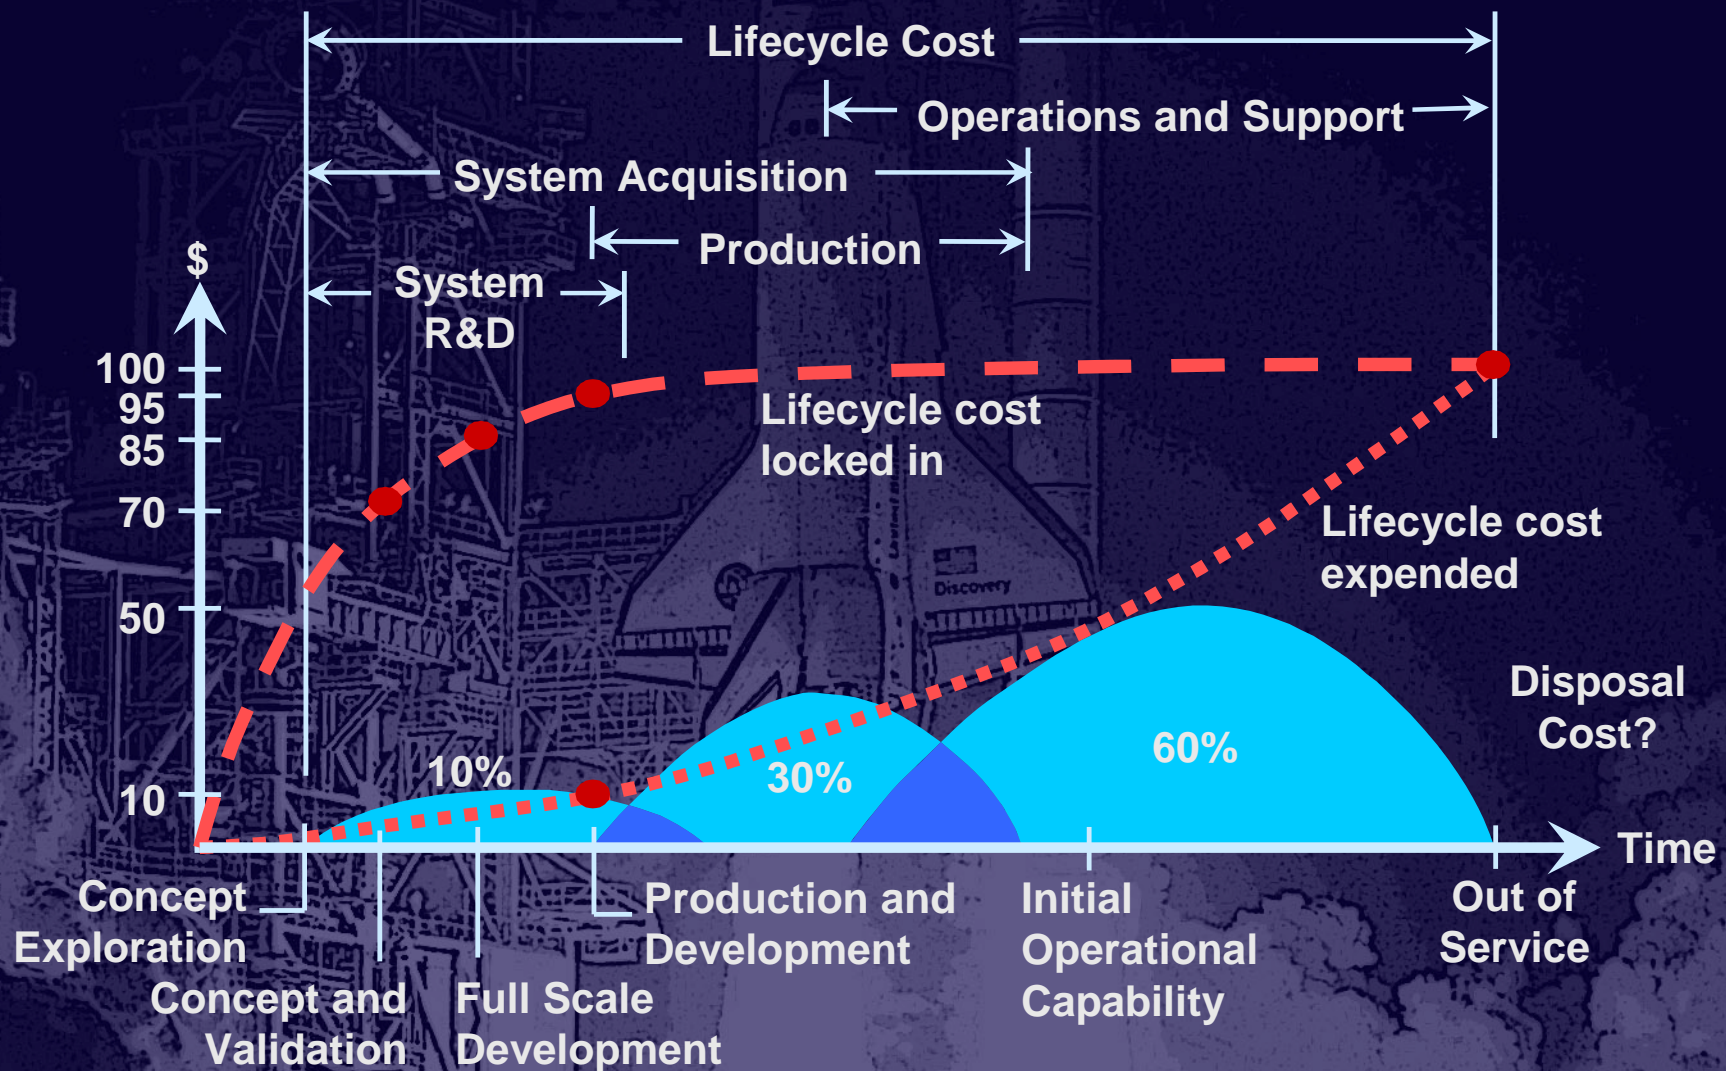 Lifecycle Cost
Operations and Support
System Acquisition
Production
$
System
R&D
100
95
85
70
50
10
Lifecycle cost
locked in
Lifecycle cost
expended
Discovery
Disposal
Cost?
10%
30%
60%
Time
Concept
Exploration
Concept and
Validation
Full Scale
Development
Production and
Development
Initial
Operational
Capability
Out of
Service